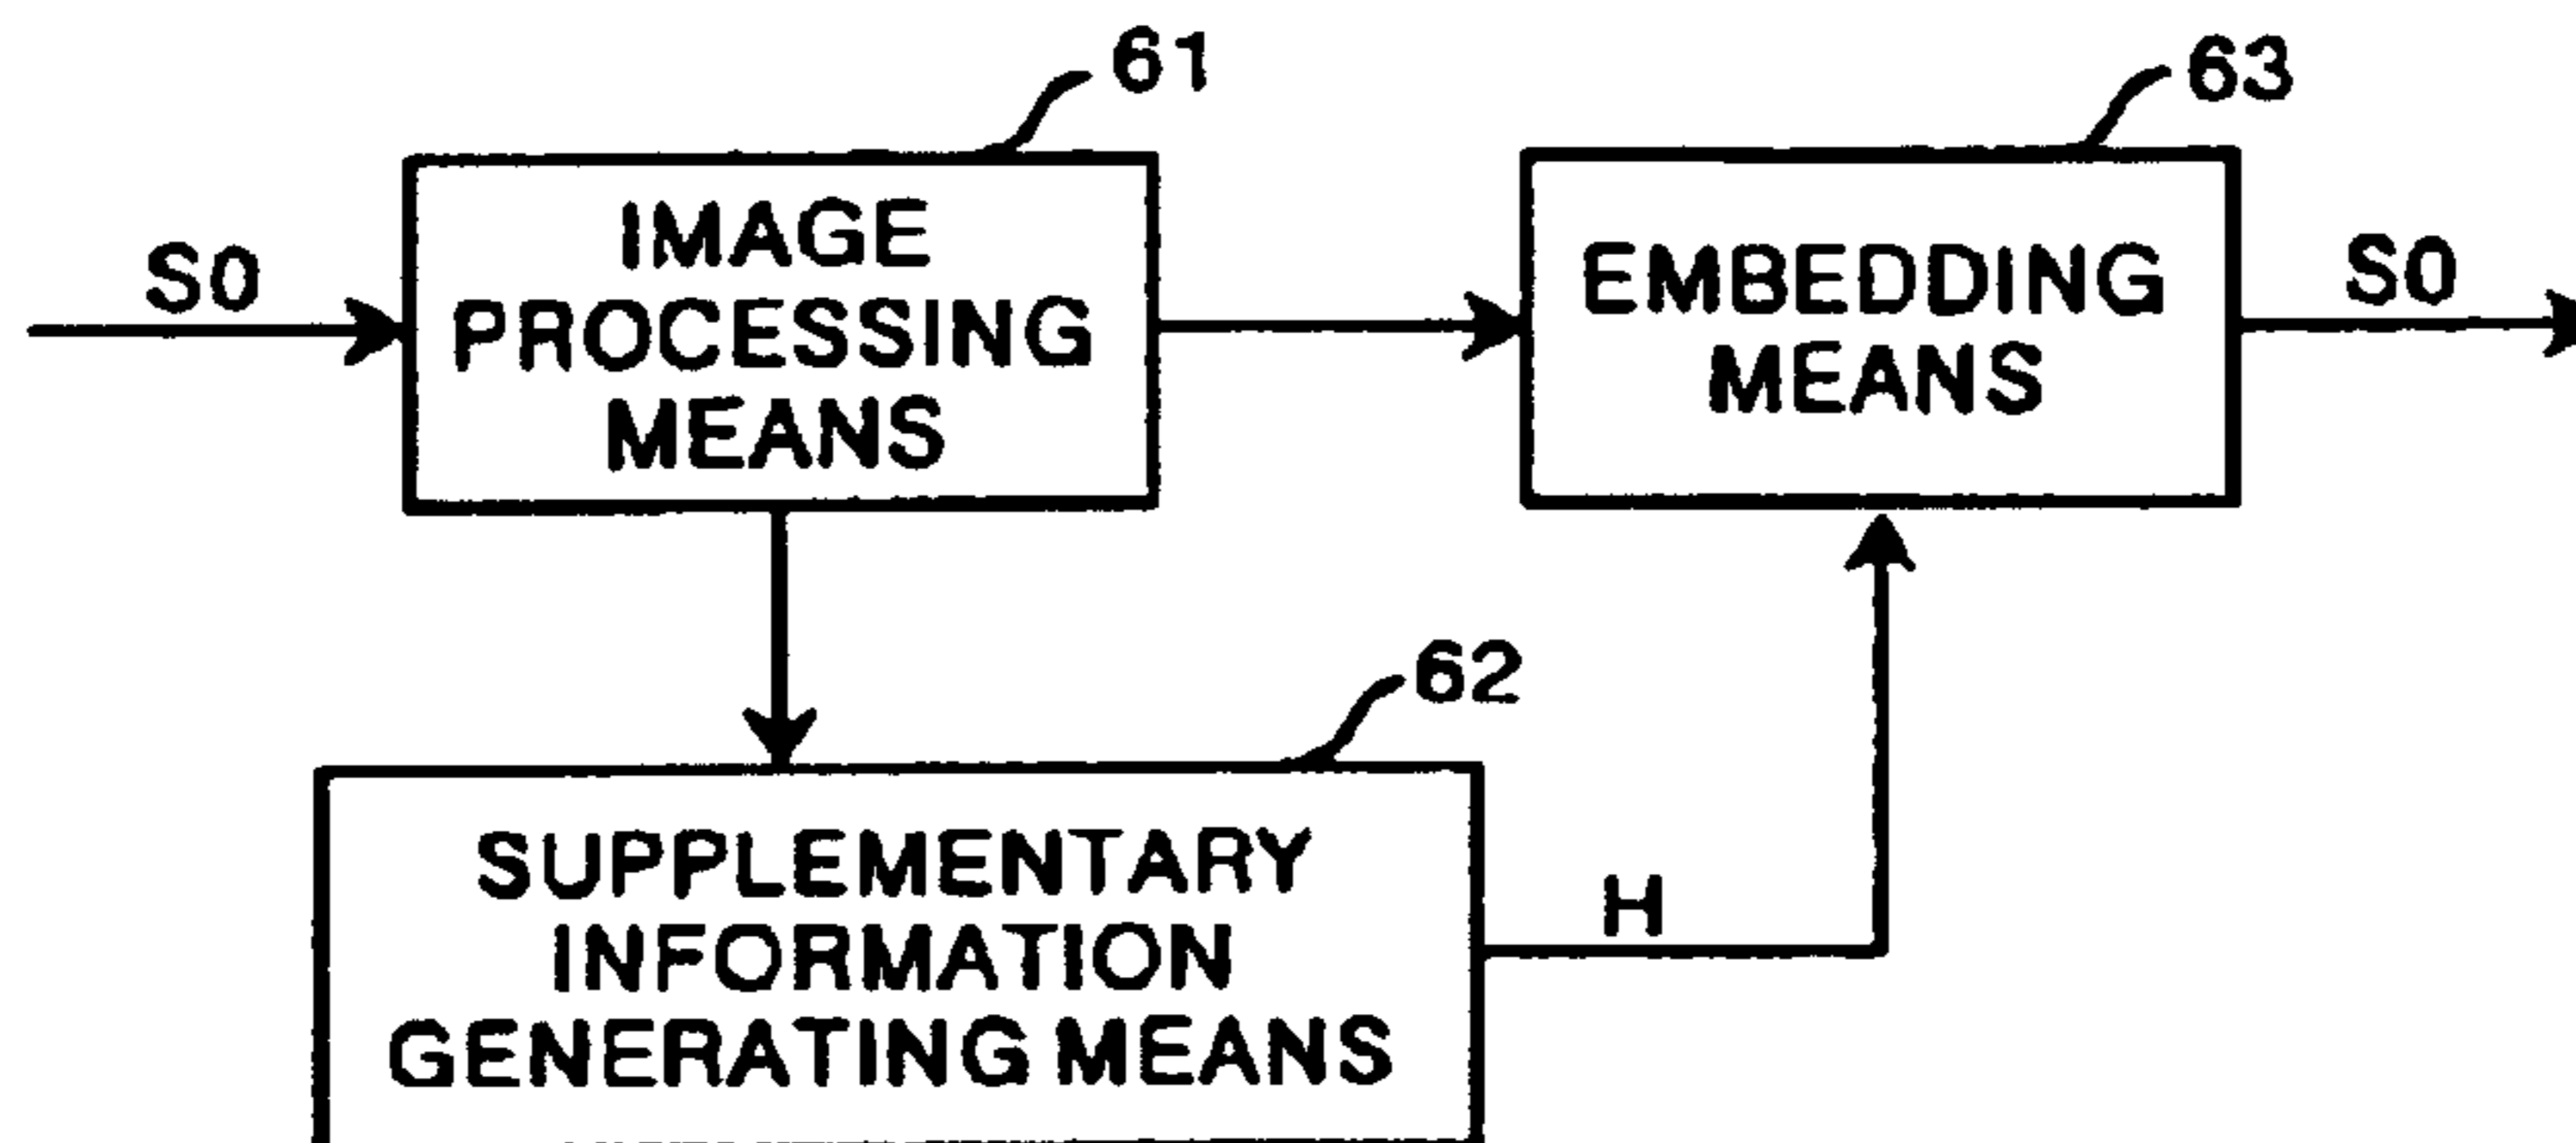 61
63
S0
IMAGE
PROCESSING
MEANS
EMBEDDING
MEANS
S0
62
SUPPLEMENTARY
INFORMATION
GENERATING MEANS
H